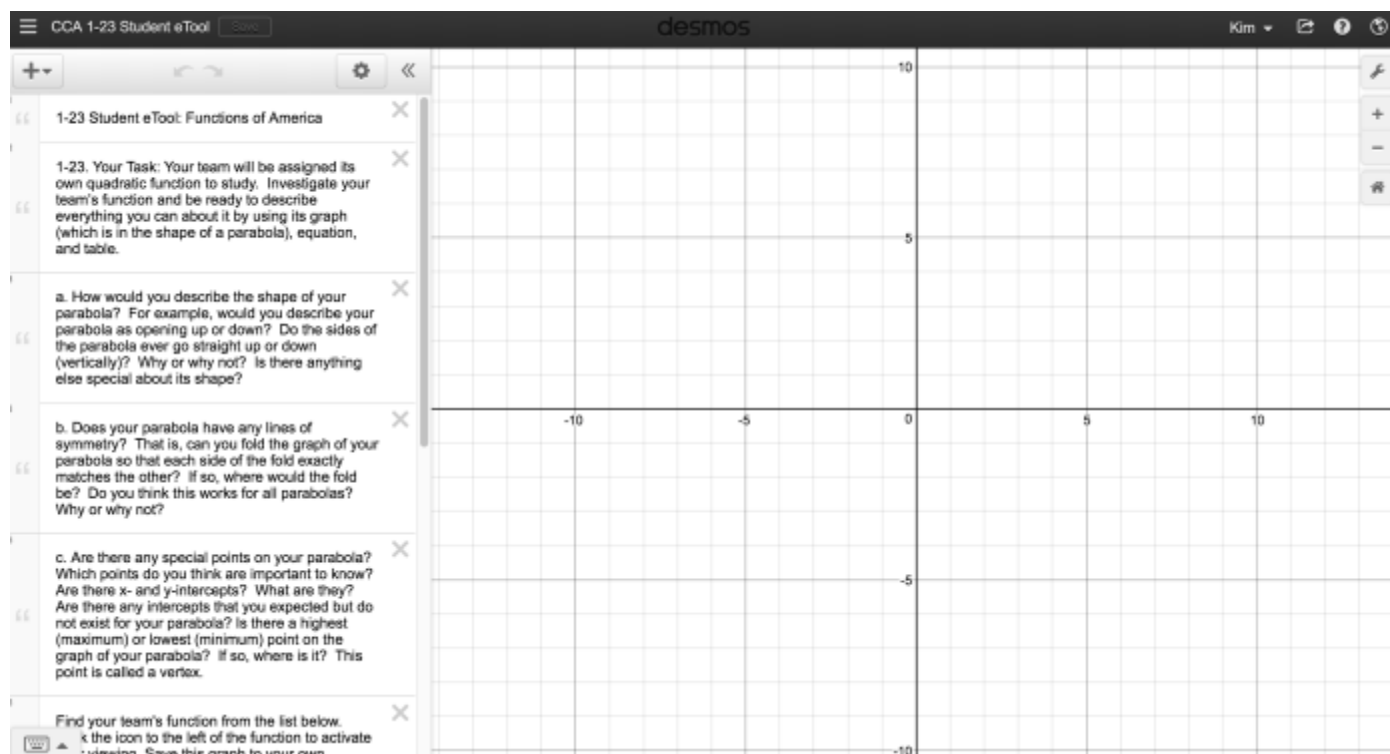 CCA 1-23 Student eTool Save
desmos
Kim
1-23 Student eTool: Functions of America
1-23. Your Task: Your team will be assigned its
own quadratic function to study. Investigate your
team's function and be ready to describe
everything you can about it by using its graph
(which is in the shape of a parabola), equation,
and table.
a. How would you describe the shape of your
parabola? For example, would you describe your
parabola as opening up or down? Do the sides of
the parabola ever go straight up or down
(vertically)? Why or why not? Is there anything
else special about its shape?
b. Does your parabola have any lines of
symmetry? That is, can you fold the graph of your
parabola so that each side of the fold exactly
matches the other? If so, where would the fold
be? Do you think this works for all parabolas?
Why or why not?
c. Are there any special points on your parabola?
Which points do you think are important to know?
Are there x- and y-intercepts? What are they?
Are there any intercepts that you expected but do
not exist for your parabola? Is there a highest
(maximum) or lowest (minimum) point on the
graph of your parabola? If so, where is it? This
point is called a vertex.
Find your team's function from the list below.
k the icon to the left of the function to activate
viewing. Save this graph to your own
10
5
-10
-5
0
5
10
-5
-10